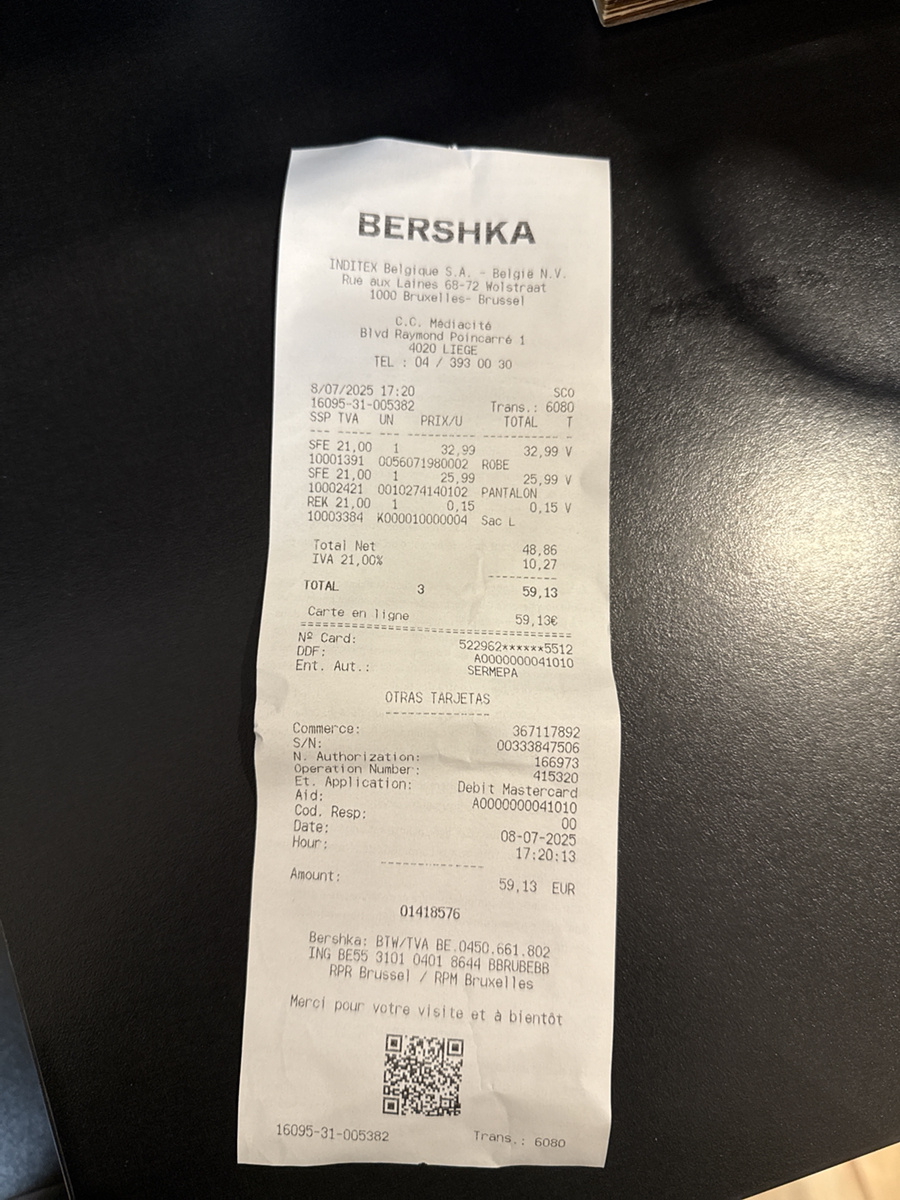 BERSHKA
INDITEX Belgique S.A. - België N.V.
Rue aux Laines 68-72 Wolstraat
1000 Bruxelles- Brussel
C.C. Médiacité
Blvd Raymond Poincarré 1
4020 LIEGE
TEL : 04 / 393 00 30
8/07/2025 17:20 SCO
16095-31-005382 Trans.: 6080
SSP TVA UN PRIX/U TOTAL T
SFE 21,00 1 32,99 32,99 V
10001391 0056071980002 ROBE
SFE 21,00 1 25,99 25,99 V
10002421 0010274140102 PANTALON
REK 21,00 1 0,15 0,15 V
10003384 K000010000004 Sac L
Total Net 48,86
IVA 21,00% 10,27
TOTAL 3 59,13
Carte en ligne 59,13€
Nº Card: 522962******5512
DDF: A0000000041010
Ent. Aut.: SERMEPA
OTRAS TARJETAS
Commerce: 367117892
S/N: 00333847506
N. Authorization: 166973
Operation Number: 415320
Et. Application: Debit Mastercard
Aid: A0000000041010
Cod. Resp: 00
Date: 08-07-2025
Hour: 17:20:13
Amount: 59,13 EUR
01418576
Bershka: BTW/TVA BE.0450.661.802
ING BE55 3101 0401 8644 BBRUBEBB
RPR Brussel / RPM Bruxelles
Merci pour votre visite et à bientôt
16095-31-005382 Trans.: 6080